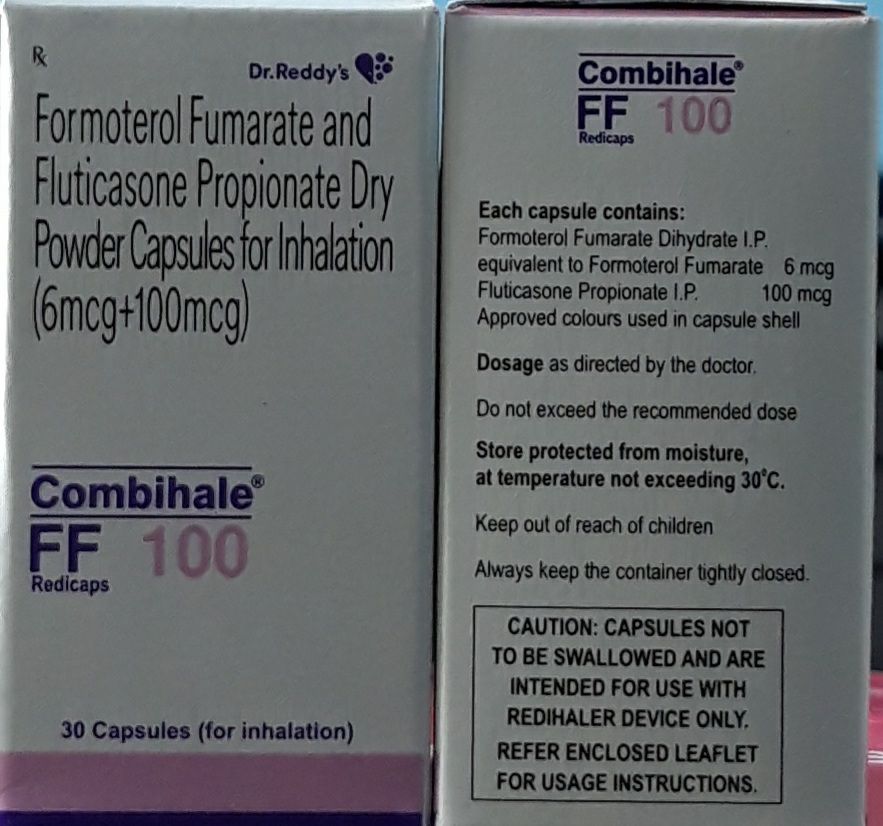 Rx
Dr.Reddy's
Formoterol Fumarate and
Fluticasone Propionate Dry
Powder Capsules for Inhalation
(6mcg+100mcg)
Combihale®
FF 100
Redicaps
30 Capsules (for inhalation)
Combihale®
FF 100
Redicaps
Each capsule contains:
Formoterol Fumarate Dihydrate I.P.
equivalent to Formoterol Fumarate 6 mcg
Fluticasone Propionate I.P. 100 mcg
Approved colours used in capsule shell
Dosage as directed by the doctor.
Do not exceed the recommended dose
Store protected from moisture,
at temperature not exceeding 30°C.
Keep out of reach of children
Always keep the container tightly closed.
CAUTION: CAPSULES NOT
TO BE SWALLOWED AND ARE
INTENDED FOR USE WITH
REDIHALER DEVICE ONLY.
REFER ENCLOSED LEAFLET
FOR USAGE INSTRUCTIONS.